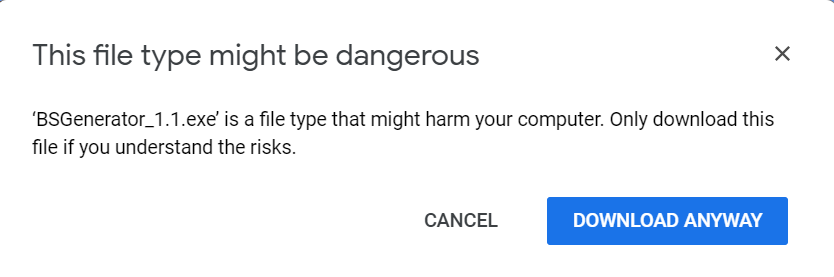 This file type might be dangerous
‘BSGenerator_1.1.exe’ is a file type that might harm your computer. Only download this
file if you understand the risks.
CANCEL
DOWNLOAD ANYWAY